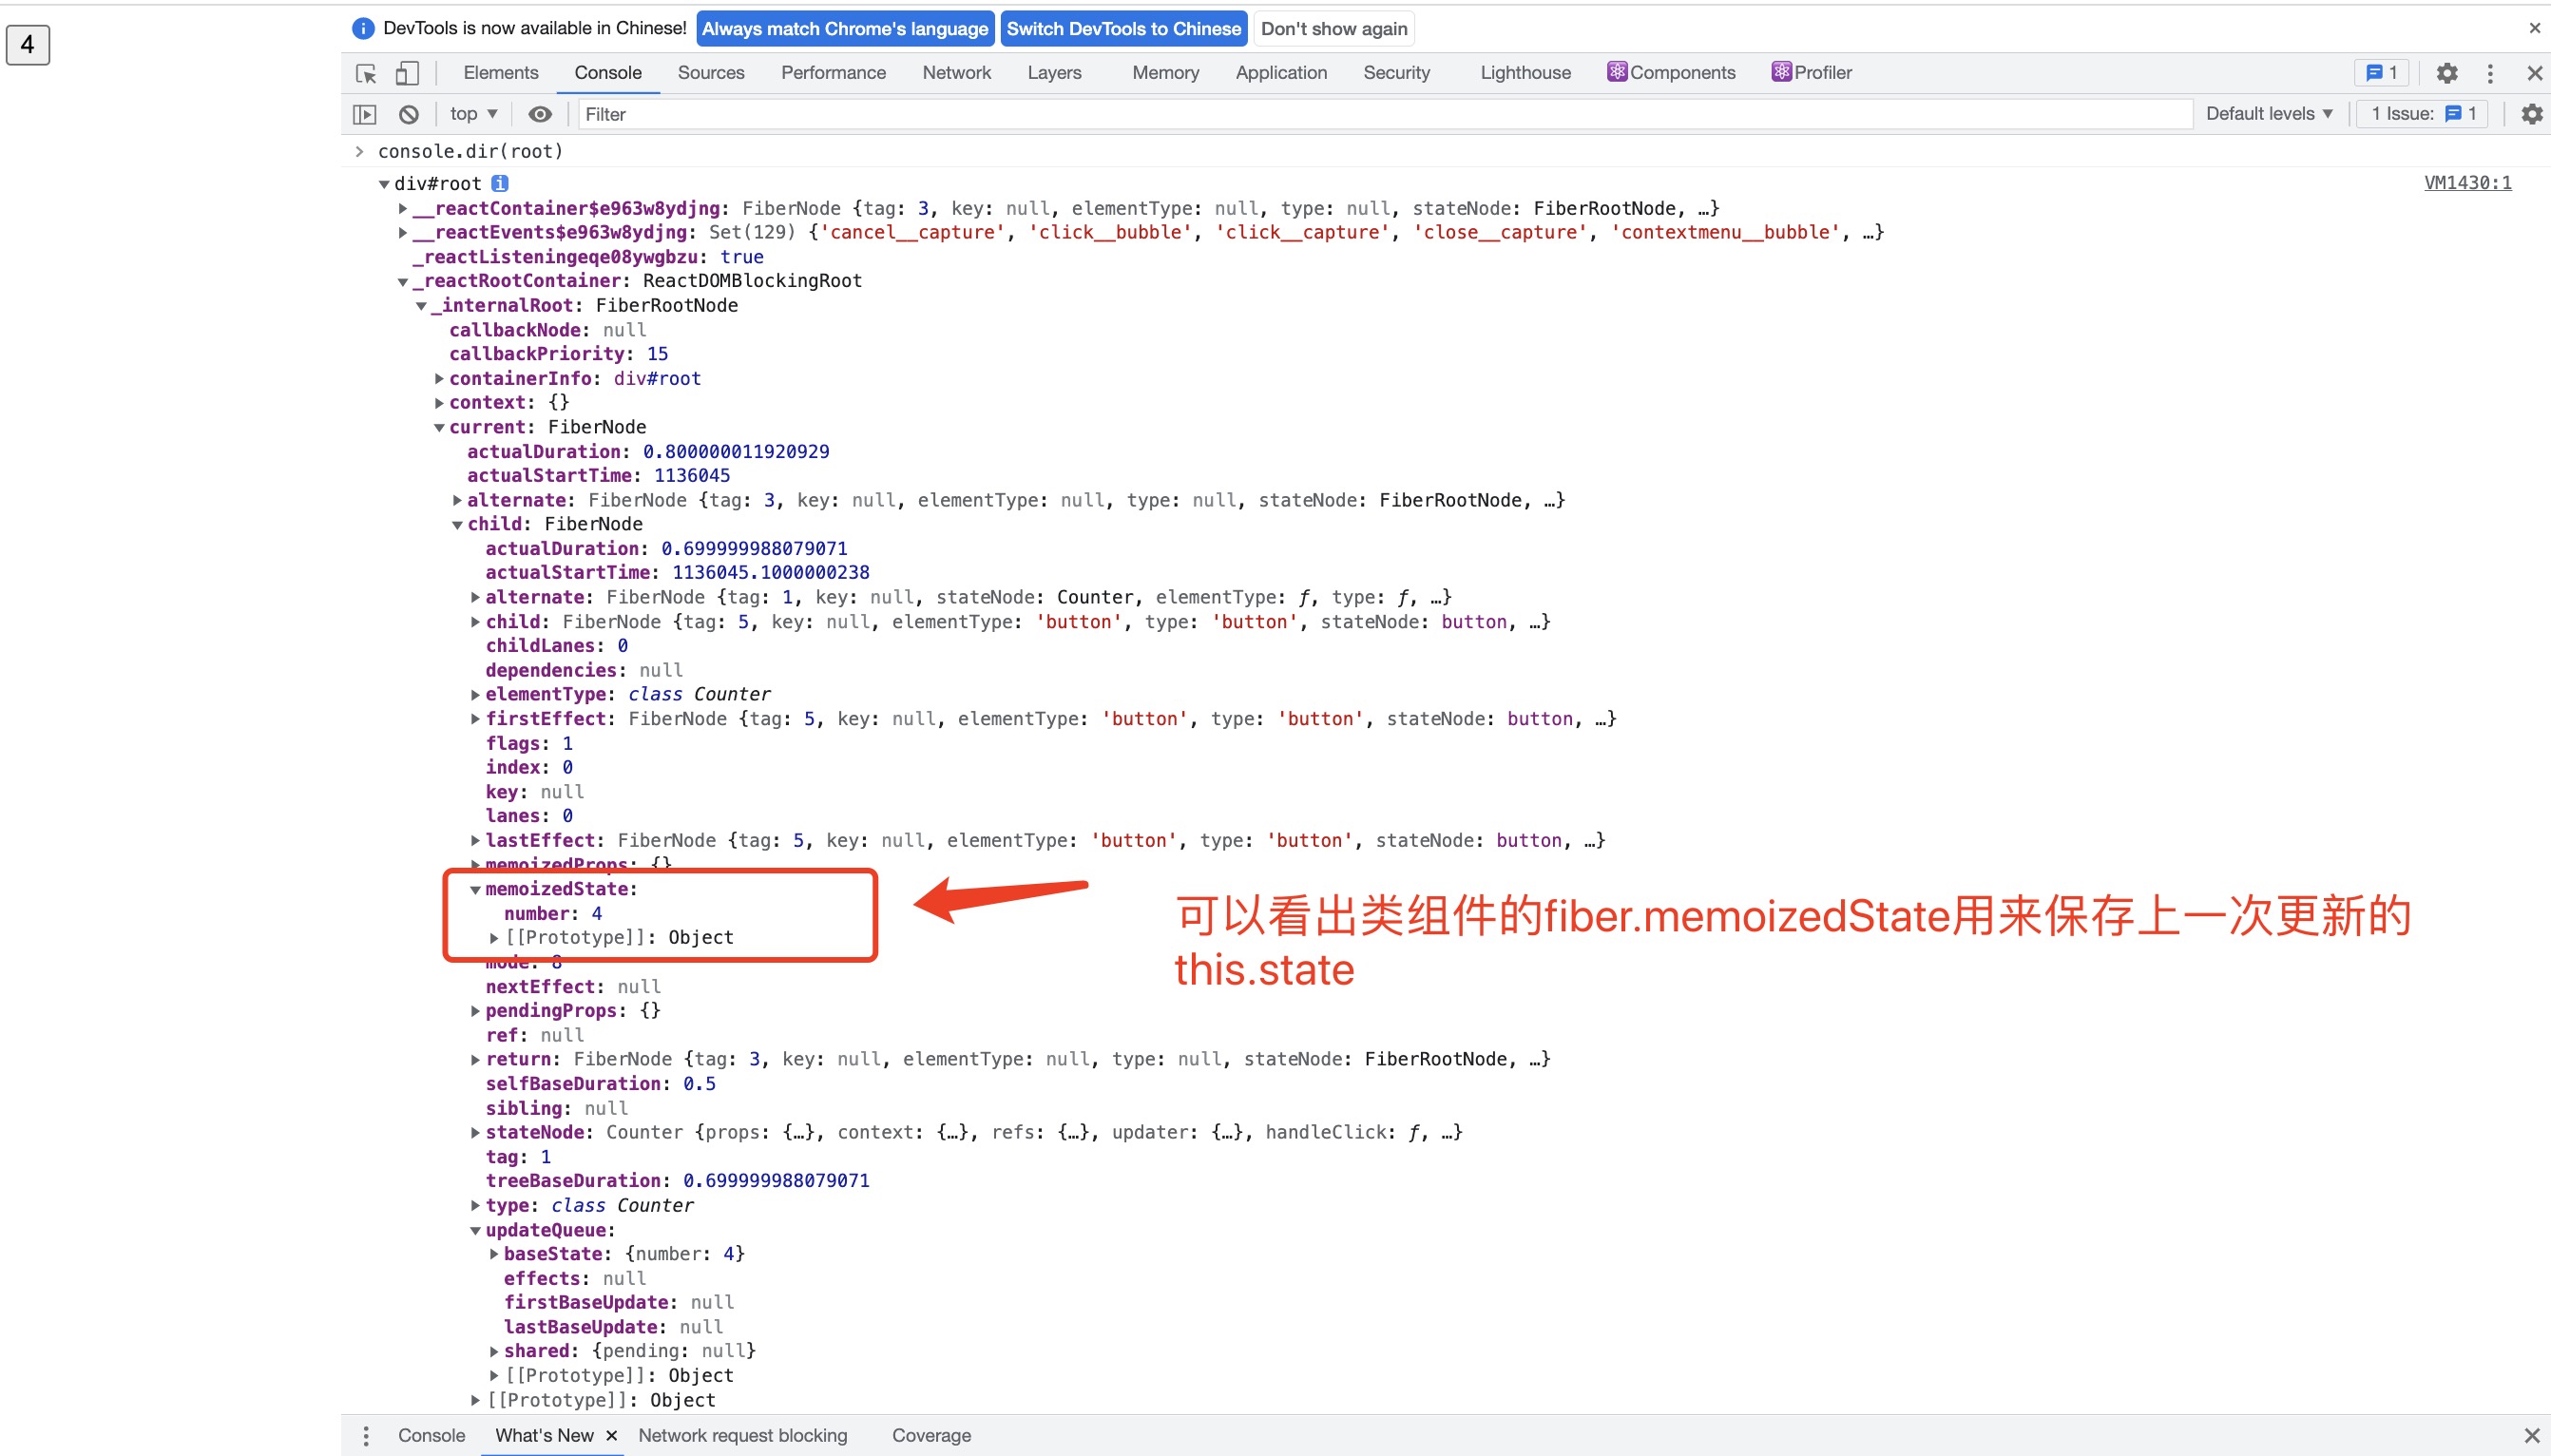 4
DevTools is now available in Chinese! Always match Chrome's language Switch DevTools to Chinese Don't show again
Elements Console Sources Performance Network Layers Memory Application Security Lighthouse Components Profiler 1
top Filter Default levels 1 Issue: 1
console.dir(root)
div#root VM1430:1
__reactContainer$e963w8ydjng: FiberNode {tag: 3, key: null, elementType: null, type: null, stateNode: FiberRootNode, …}
__reactEvents$e963w8ydjng: Set(129) {'cancel__capture', 'click__bubble', 'click__capture', 'close__capture', 'contextmenu__bubble', …}
_reactListeningeqe08ywgbzu: true
_reactRootContainer: ReactDOMBlockingRoot
_internalRoot: FiberRootNode
callbackNode: null
callbackPriority: 15
containerInfo: div#root
context: {}
current: FiberNode
actualDuration: 0.800000011920929
actualStartTime: 1136045
alternate: FiberNode {tag: 3, key: null, elementType: null, type: null, stateNode: FiberRootNode, …}
child: FiberNode
actualDuration: 0.699999988079071
actualStartTime: 1136045.1000000238
alternate: FiberNode {tag: 1, key: null, stateNode: Counter, elementType: ƒ, type: ƒ, …}
child: FiberNode {tag: 5, key: null, elementType: 'button', type: 'button', stateNode: button, …}
childLanes: 0
dependencies: null
elementType: class Counter
firstEffect: FiberNode {tag: 5, key: null, elementType: 'button', type: 'button', stateNode: button, …}
flags: 1
index: 0
key: null
lanes: 0
lastEffect: FiberNode {tag: 5, key: null, elementType: 'button', type: 'button', stateNode: button, …}
memoizedProps: {}
memoizedState:
number: 4
[[Prototype]]: Object
可以看出类组件的fiber.memoizedState用来保存上一次更新的
this.state
mode: 8
nextEffect: null
pendingProps: {}
ref: null
return: FiberNode {tag: 3, key: null, elementType: null, type: null, stateNode: FiberRootNode, …}
selfBaseDuration: 0.5
sibling: null
stateNode: Counter {props: {…}, context: {…}, refs: {…}, updater: {…}, handleClick: ƒ, …}
tag: 1
treeBaseDuration: 0.699999988079071
type: class Counter
updateQueue:
baseState: {number: 4}
effects: null
firstBaseUpdate: null
lastBaseUpdate: null
shared: {pending: null}
[[Prototype]]: Object
[[Prototype]]: Object
Console What's New Network request blocking Coverage